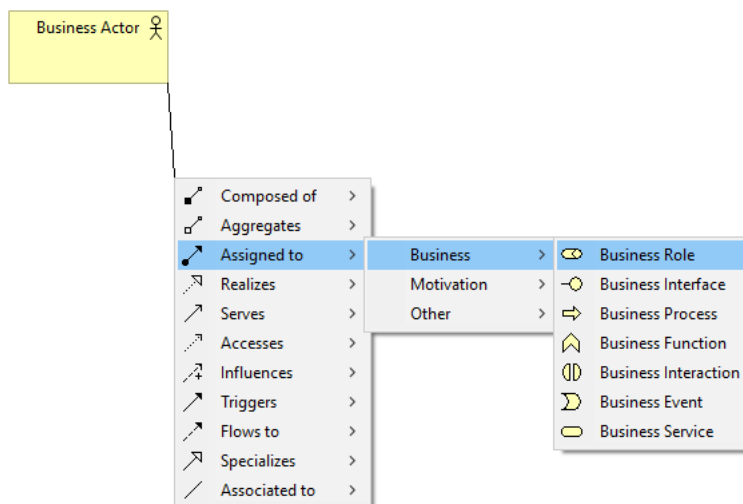 Business Actor
Composed of
Aggregates
Assigned to
Realizes
Serves
Accesses
Influences
Triggers
Flows to
Specializes
Associated to
Business
Motivation
Other
Business Role
Business Interface
Business Process
Business Function
Business Interaction
Business Event
Business Service